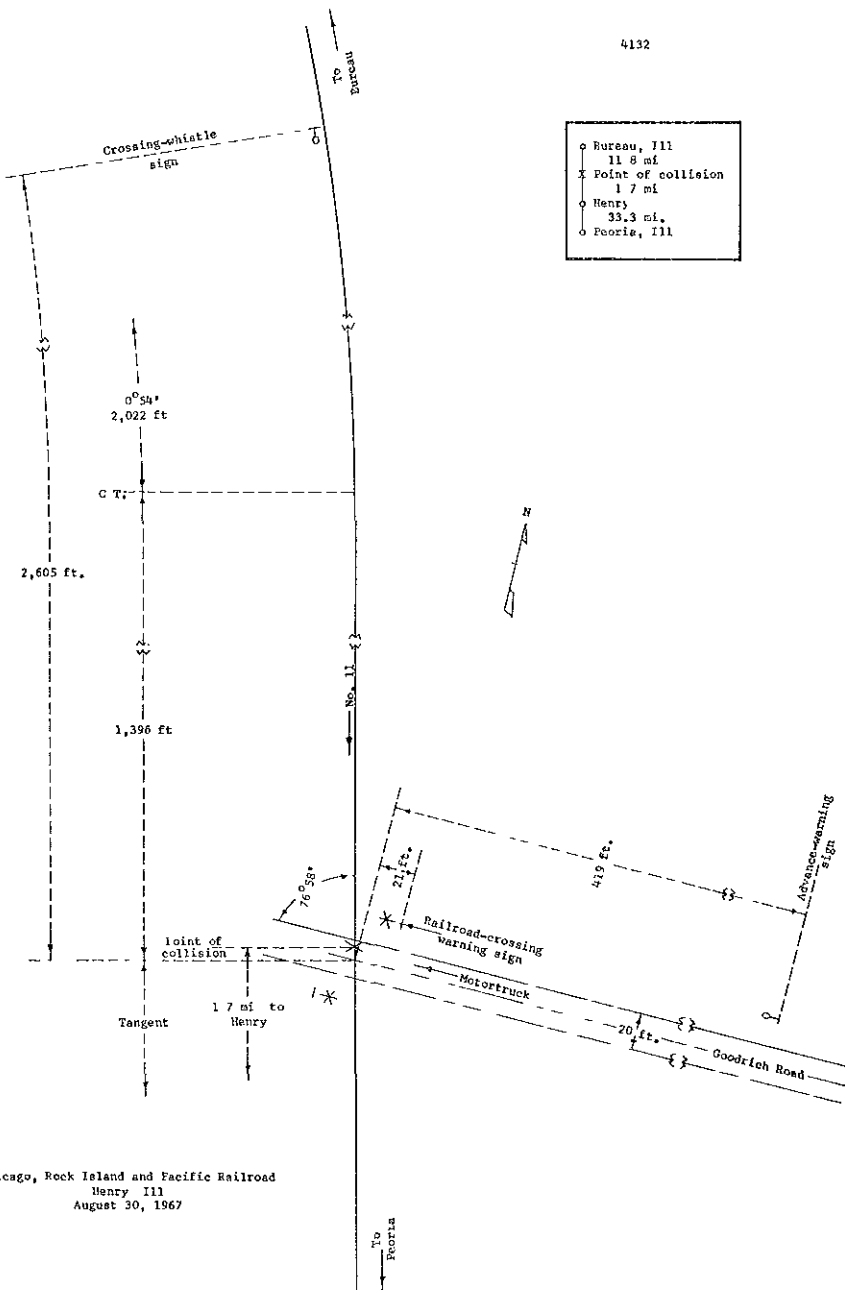 4132
To
Bureau
Crossing-whistle
sign
Bureau, Ill
11 8 mi
Point of collision
1 7 mi
Henry
33.3 mi.
Peoria, Ill
0°54'
2,022 ft
C T.
N
2,605 ft.
No. 11
1,396 ft
Advance-warning
sign
419 ft.
21 ft.
76°58'
Railroad-crossing
warning sign
Point of
collision
Motortruck
1 7 mi to
Henry
Tangent
20 ft.
Goodrich Road
cago, Rock Island and Pacific Railroad
Henry Ill
August 30, 1967
To
Peoria